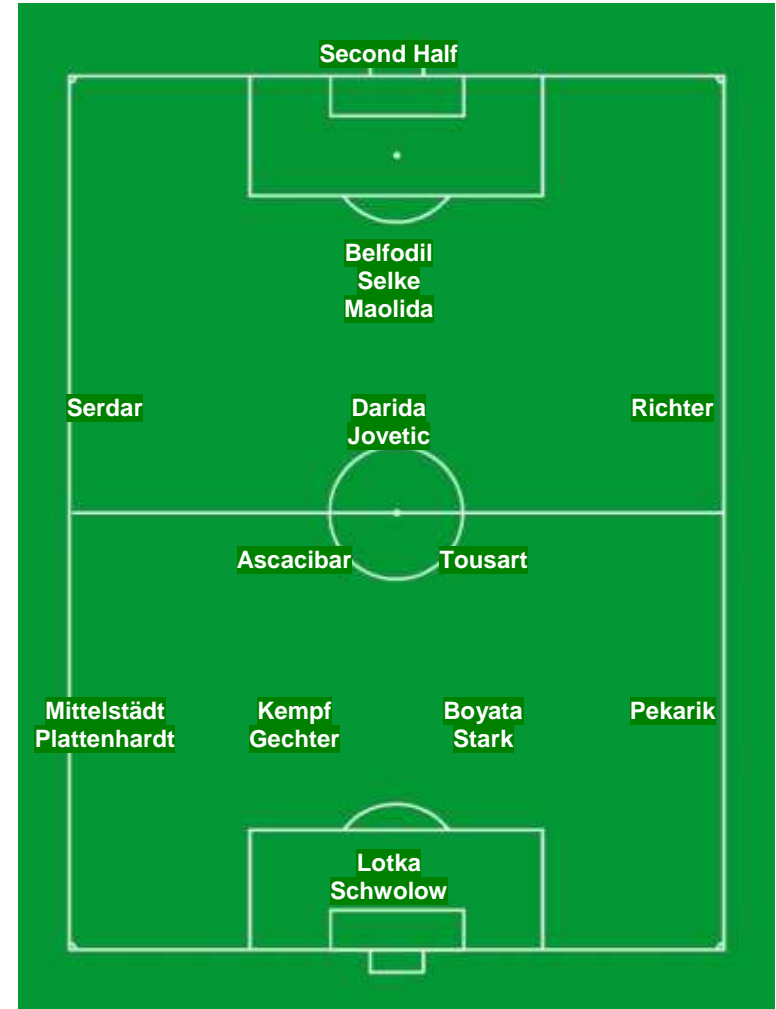 Second Half
Belfodil
Selke
Maolida
Serdar
Darida
Jovetic
Richter
Ascacibar
Tousart
Mittelstädt
Plattenhardt
Kempf
Gechter
Boyata
Stark
Pekarik
Lotka
Schwolow